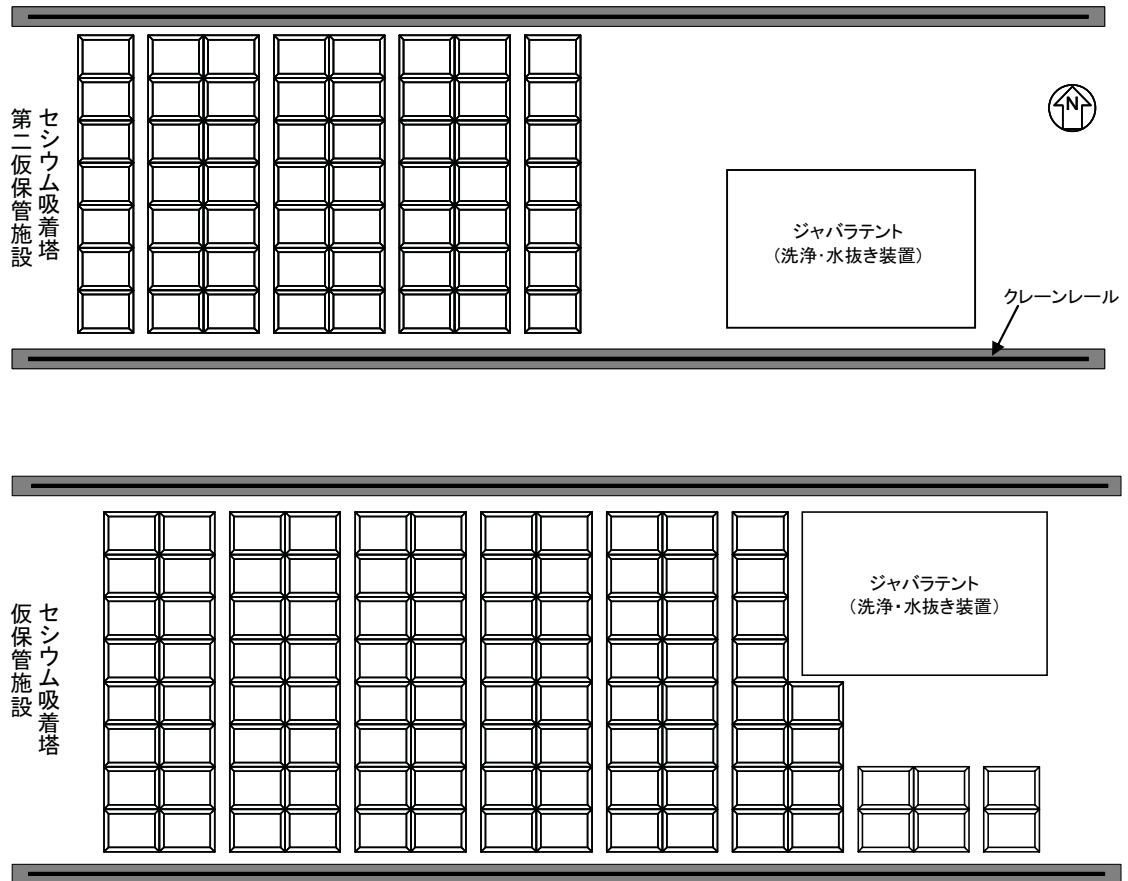 セシウム吸着塔
第二仮保管施設
N
ジャバラテント
(洗浄・水抜き装置)
クレーンレール
セシウム吸着塔
仮保管施設
ジャバラテント
(洗浄・水抜き装置)